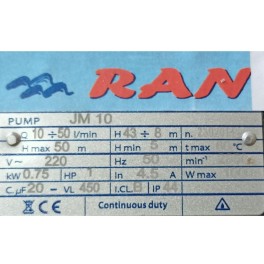 RAN
PUMP JM 10
Q 10÷50 l/min H 43÷8 m n.
H max 50 m H min 5 m t max °C
V~ 220 Hz 50 min⁻¹
kW 0.75 HP 1 In 4.5 A W max
C.µF 20 - VL 450 I.CL.B IP 44
CE Continuous duty